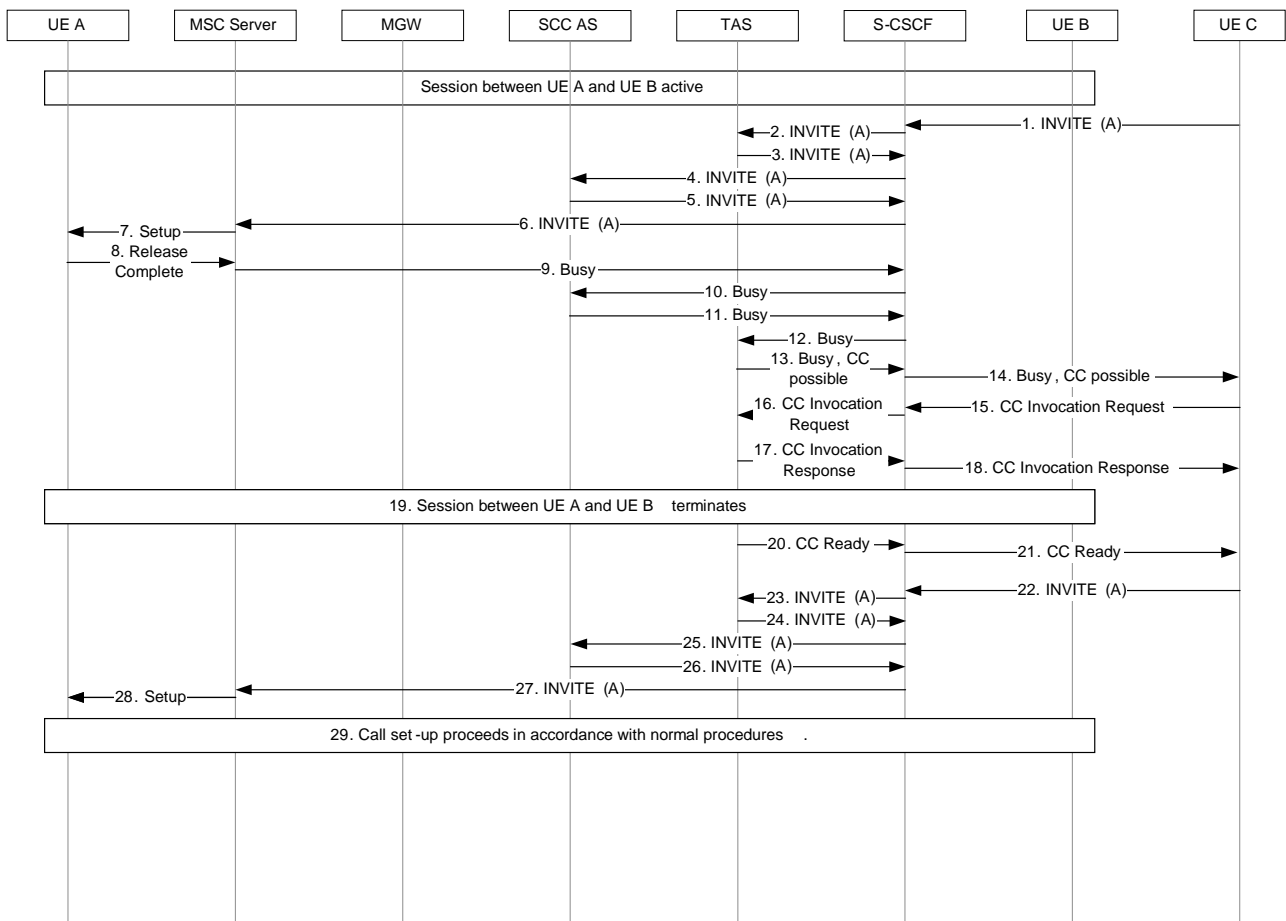 UE A
MSC Server
MGW
SCC AS
TAS
S-CSCF
UE B
UE C
Session between UE A and UE B active
1. INVITE (A)
2. INVITE (A)
3. INVITE (A)
4. INVITE (A)
5. INVITE (A)
6. INVITE (A)
7. Setup
8. Release
Complete
9. Busy
10. Busy
11. Busy
12. Busy
13. Busy, CC
possible
14. Busy, CC possible
15. CC Invocation Request
16. CC Invocation
Request
17. CC Invocation
Response
18. CC Invocation Response
19. Session between UE A and UE B terminates
20. CC Ready
21. CC Ready
22. INVITE (A)
23. INVITE (A)
24. INVITE (A)
25. INVITE (A)
26. INVITE (A)
27. INVITE (A)
28. Setup
29. Call set-up proceeds in accordance with normal procedures .